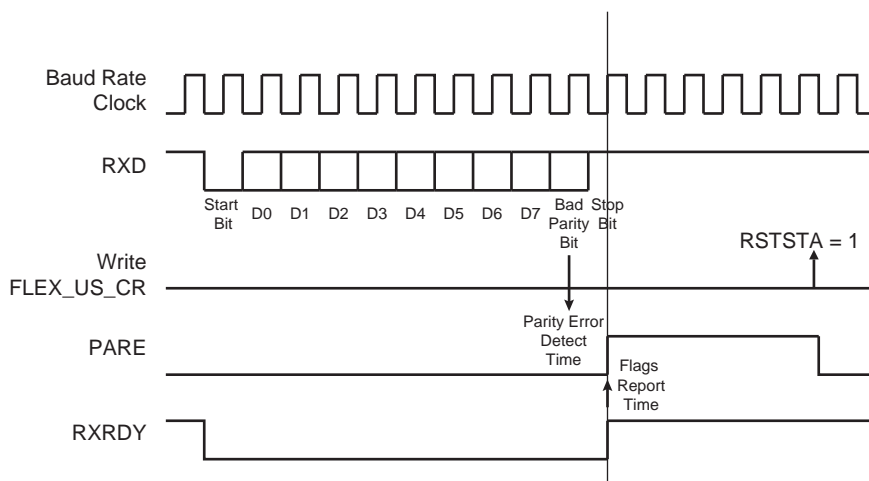 Baud Rate
Clock
RXD
Start
Bit
D0 D1 D2 D3 D4 D5 D6 D7
Bad
Parity
Bit
Stop
Bit
RSTSTA = 1
Write
FLEX_US_CR
Parity Error
Detect
Time
PARE
Flags
Report
Time
RXRDY